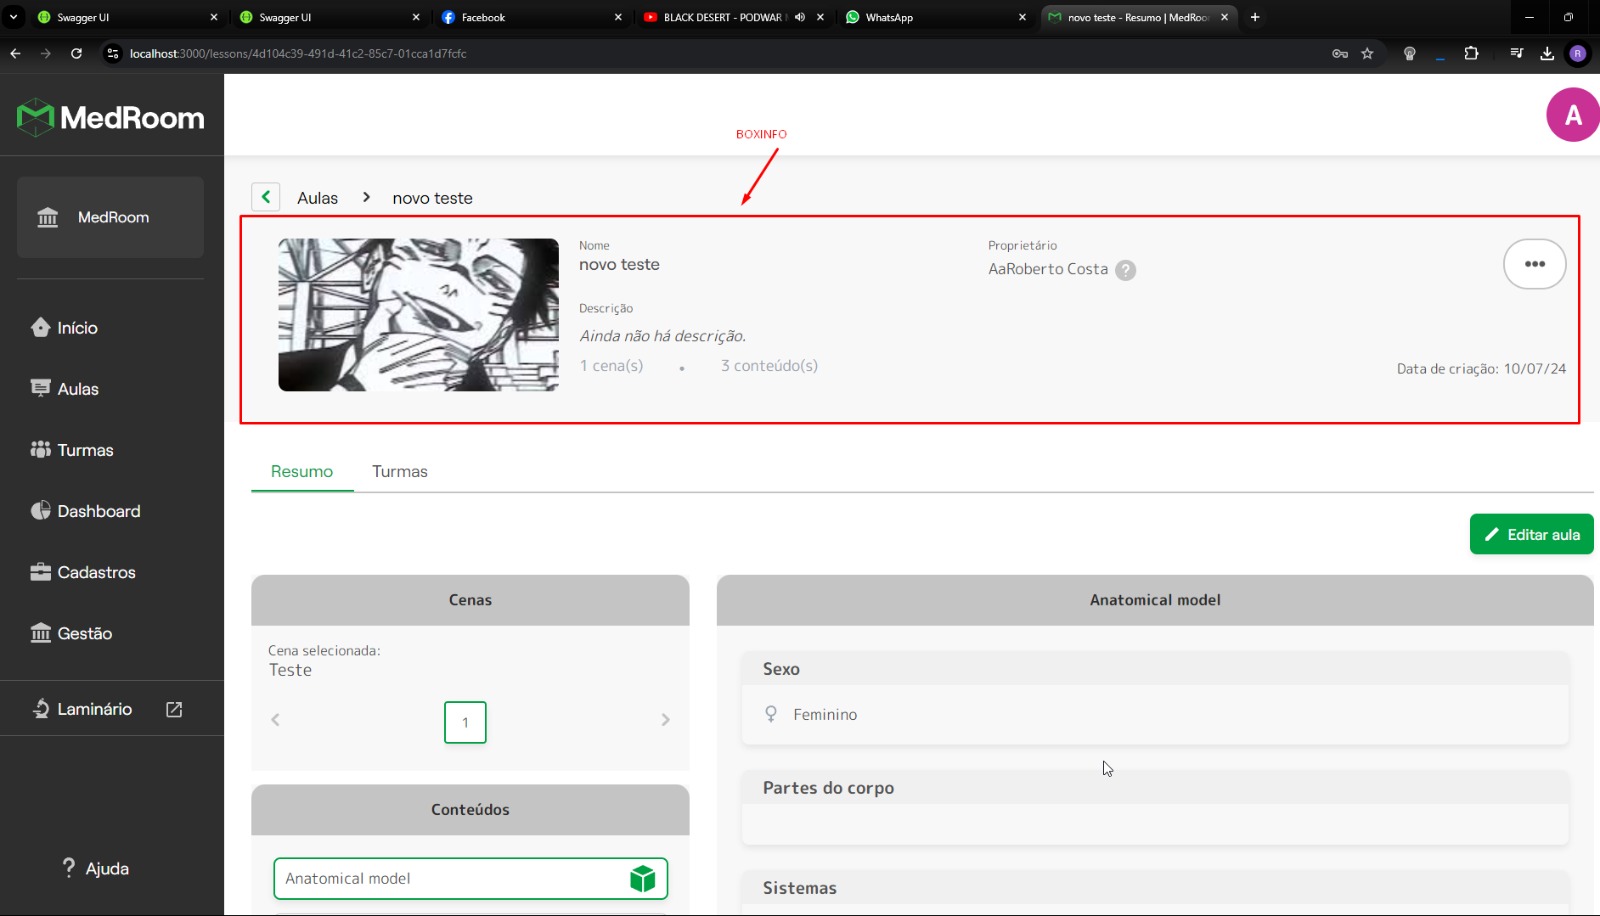 Swagger UI
Swagger UI
Facebook
BLACK DESERT - PODWAR
WhatsApp
novo teste - Resumo | MedRoo
localhost:3000/lessons/4d104c39-491d-41c2-85c7-01cca1d7fcfc
R
MedRoom
A
BOXINFO
MedRoom
Início
Aulas
Turmas
Dashboard
Cadastros
Gestão
Laminário
? Ajuda
Aulas > novo teste
Nome
novo teste
Descrição
Ainda não há descrição.
1 cena(s) • 3 conteúdo(s)
Proprietário
AaRoberto Costa ?
•••
Data de criação: 10/07/24
Resumo
Turmas
Editar aula
Cenas
Cena selecionada:
Teste
1
Conteúdos
Anatomical model
Anatomical model
Sexo
Feminino
Partes do corpo
Sistemas